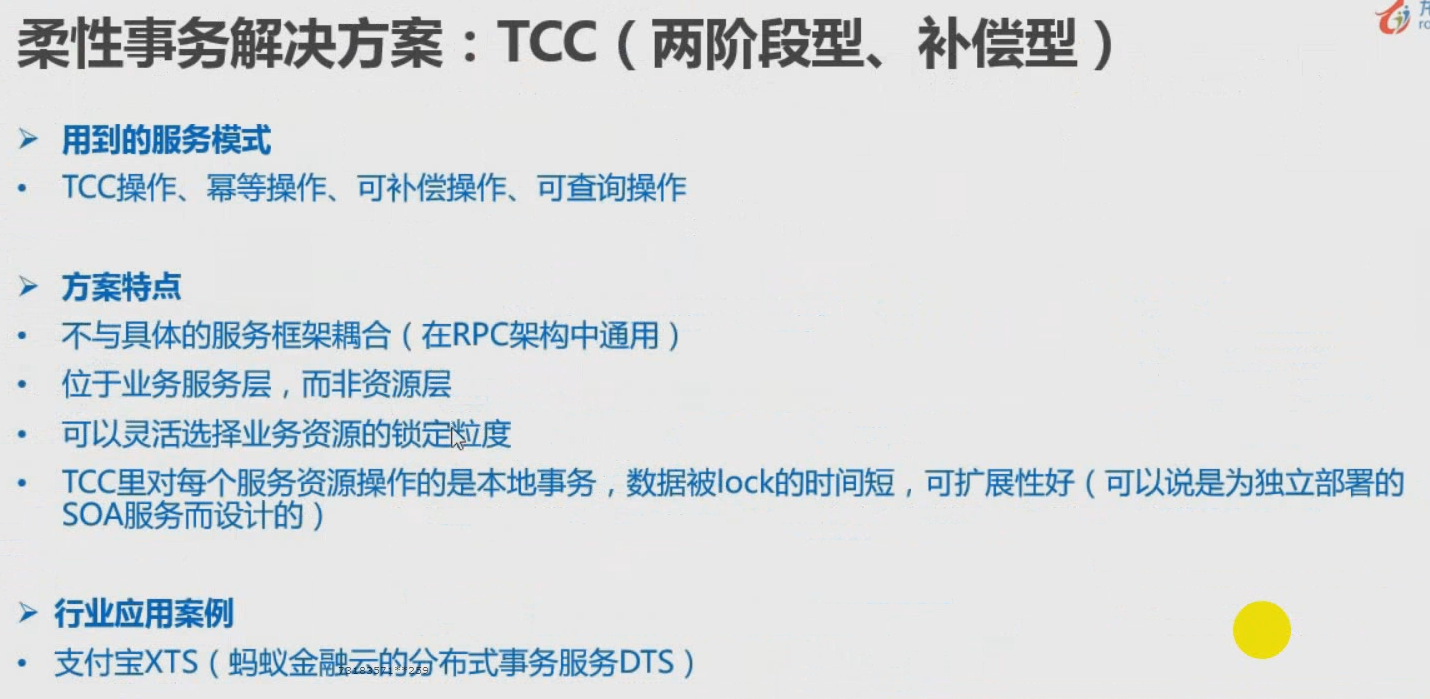 柔性事务解决方案：TCC（两阶段型、补偿型）
➢ 用到的服务模式
• TCC操作、幂等操作、可补偿操作、可查询操作
➢ 方案特点
• 不与具体的服务框架耦合（在RPC架构中通用）
• 位于业务服务层，而非资源层
• 可以灵活选择业务资源的锁定粒度
• TCC里对每个服务资源操作的是本地事务，数据被lock的时间短，可扩展性好（可以说是为独立部署的
SOA服务而设计的）
➢ 行业应用案例
• 支付宝XTS（蚂蚁金融云的分布式事务服务DTS）